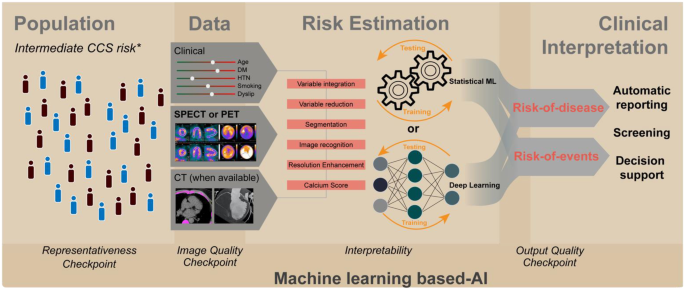 Population
Intermediate CCS risk*
Representativeness
Checkpoint
Data
Clinical
Age
DM
HTN
Smoking
Dyslip
SPECT or PET
CT (when available)
Image Quality
Checkpoint
Risk Estimation
Variable integration
Variable reduction
Segmentation
Image recognition
Resolution Enhancement
Calcium Score
Testing
Statistical ML
Training
or
Testing
Deep Learning
Training
Interpretability
Clinical
Interpretation
Risk-of-disease
Risk-of-events
Automatic
reporting
Screening
Decision
support
Output Quality
Checkpoint
Machine learning based-AI